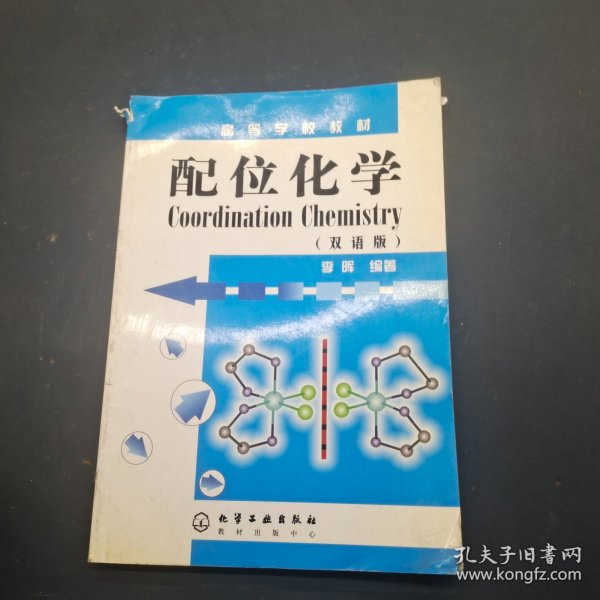 高等学校教材
配位化学
Coordination Chemistry
（双语版）
李晖 编著
化学工业出版社
教材出版中心
孔夫子旧书网
www.kongfz.com